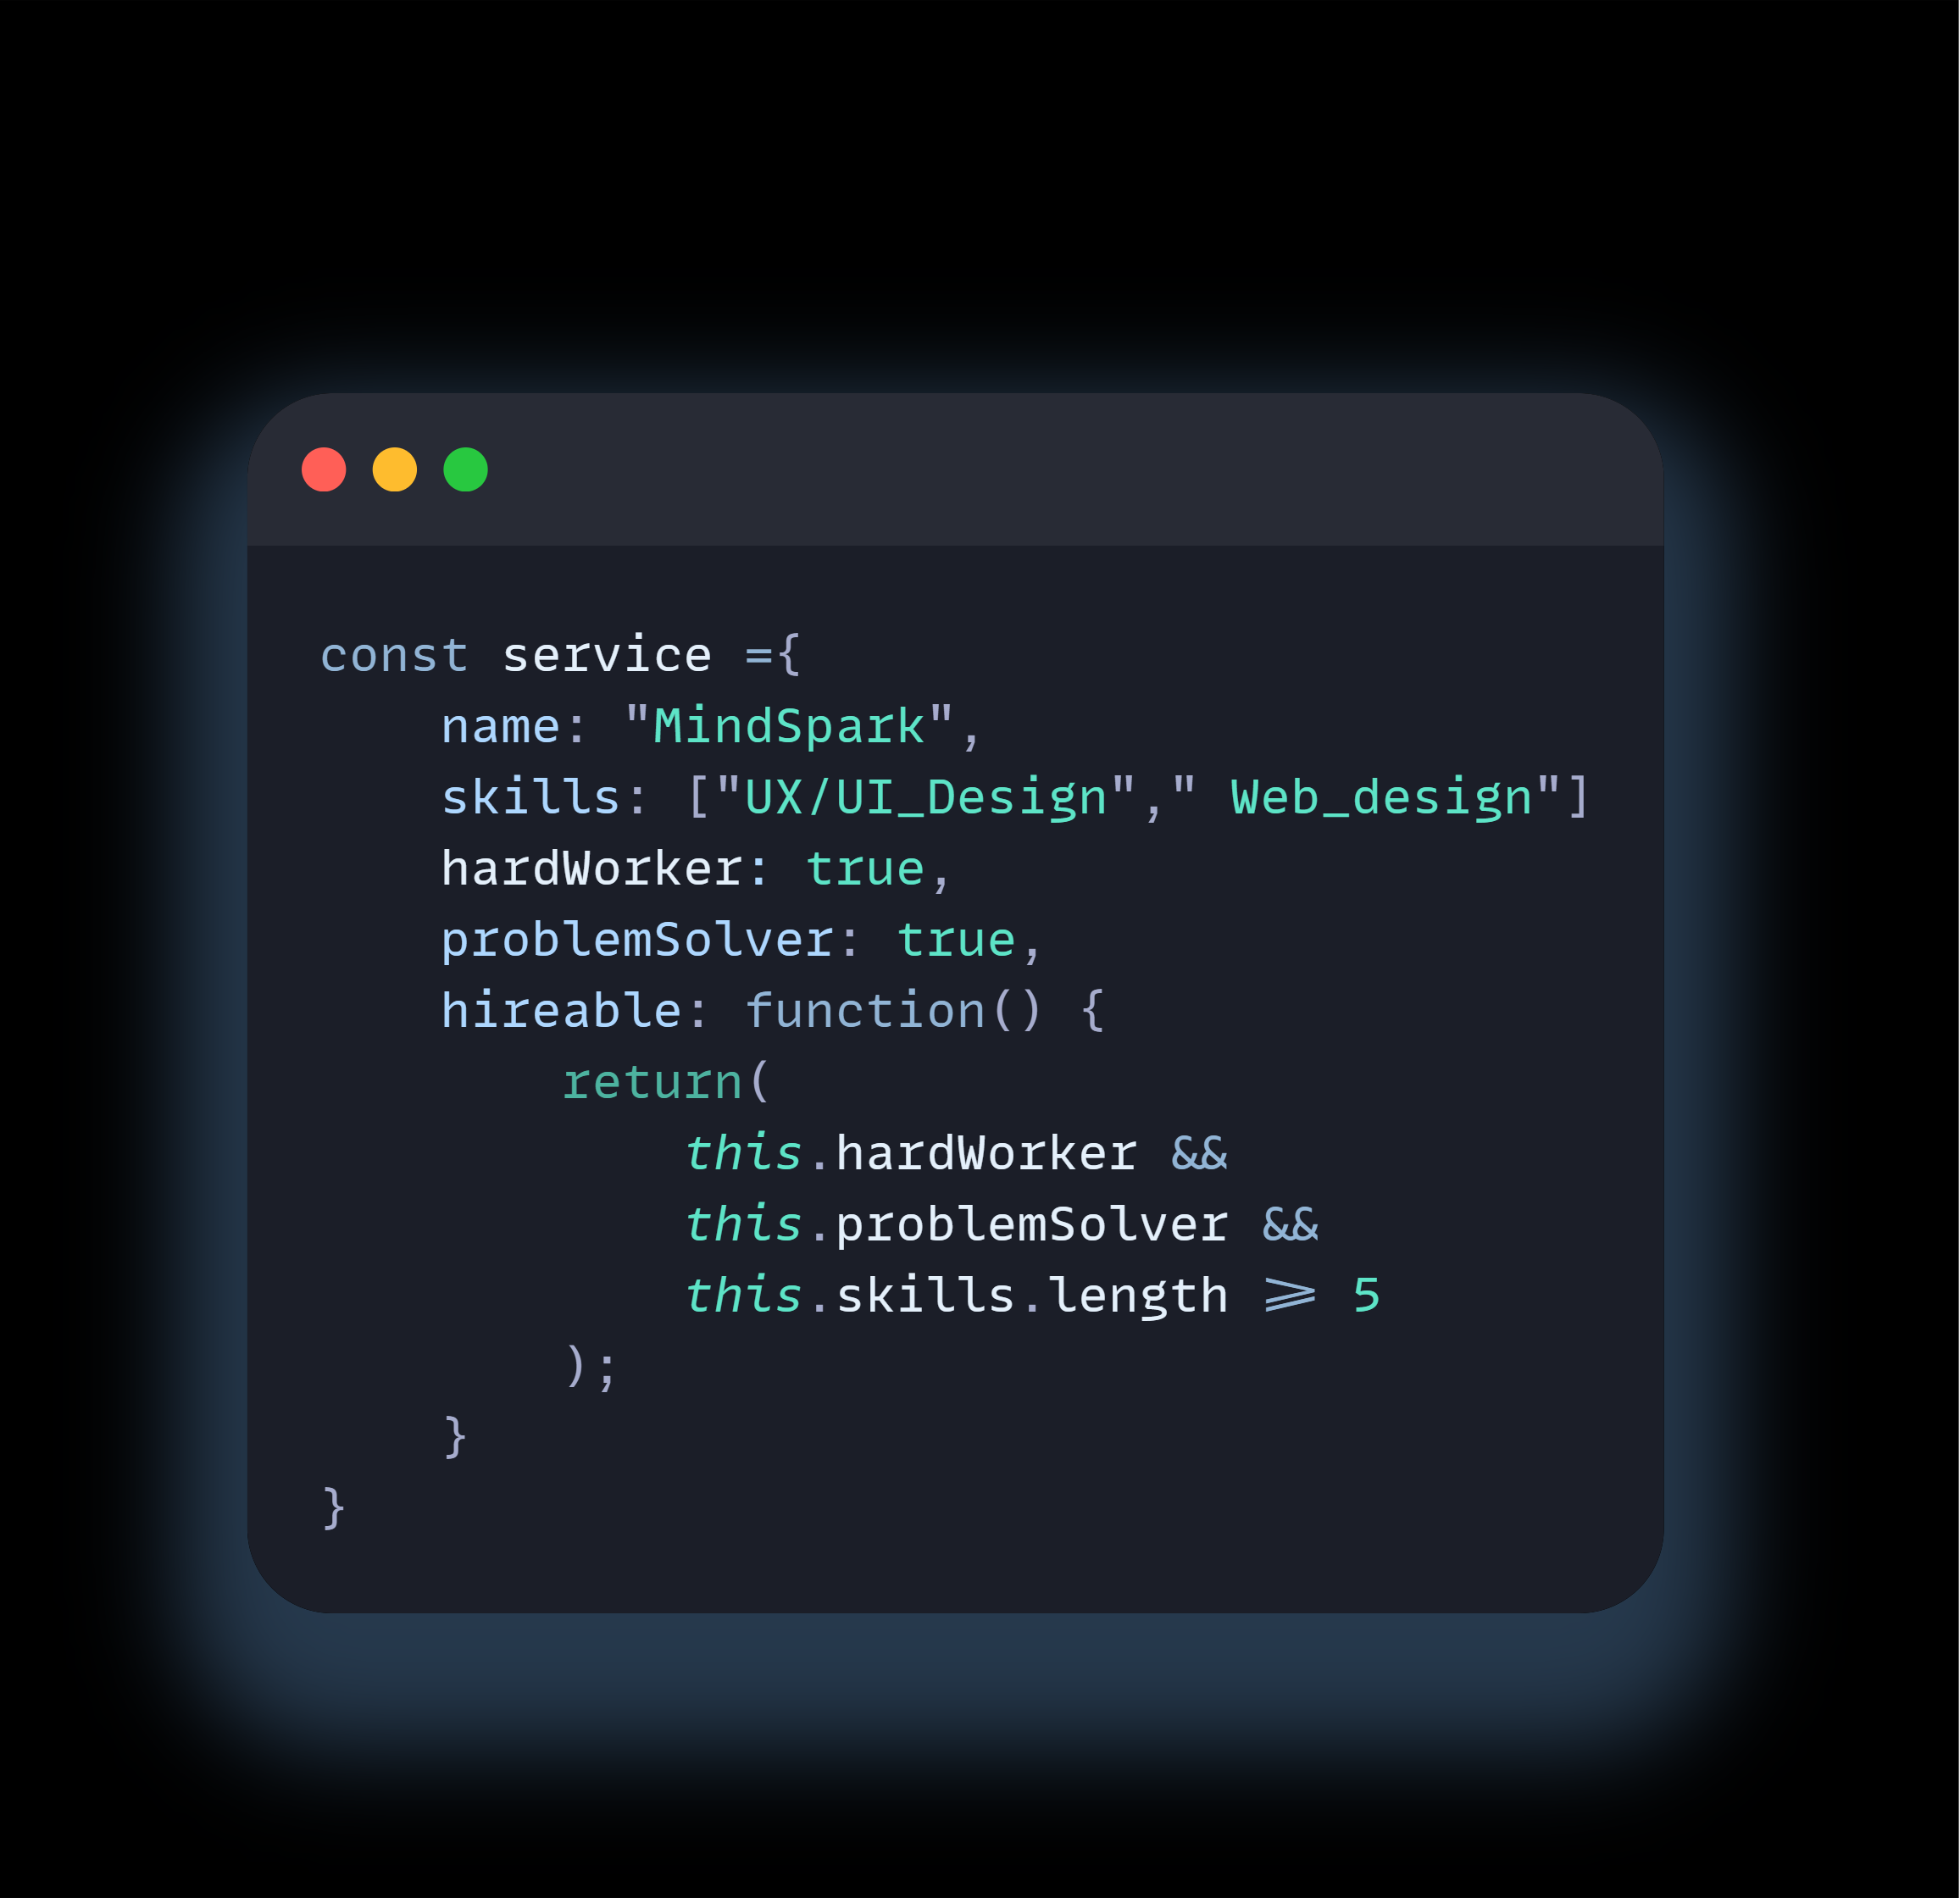 const service ={
    name: "MindSpark",
    skills: ["UX/UI_Design"," Web_design"]
    hardWorker: true,
    problemSolver: true,
    hireable: function() {
        return(
            this.hardWorker &&
            this.problemSolver &&
            this.skills.length >= 5
        );
    }
}